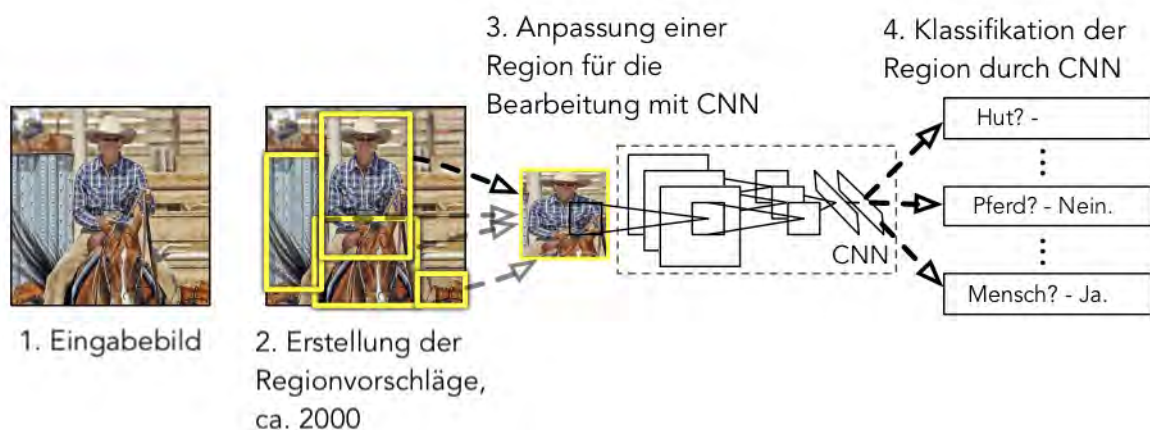 1. Eingabebild
2. Erstellung der
Regionvorschläge,
ca. 2000
3. Anpassung einer
Region für die
Bearbeitung mit CNN
CNN
4. Klassifikation der
Region durch CNN
Hut? -
Pferd? - Nein.
Mensch? - Ja.